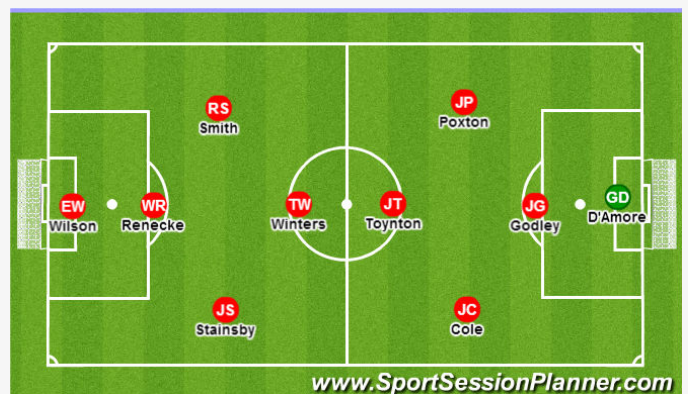 RS
Smith
JP
Poxton
EW
Wilson
WR
Renecke
TW
Winters
JT
Toynton
JG
Godley
GD
D'Amore
JS
Stainsby
JC
Cole
www.SportSessionPlanner.com